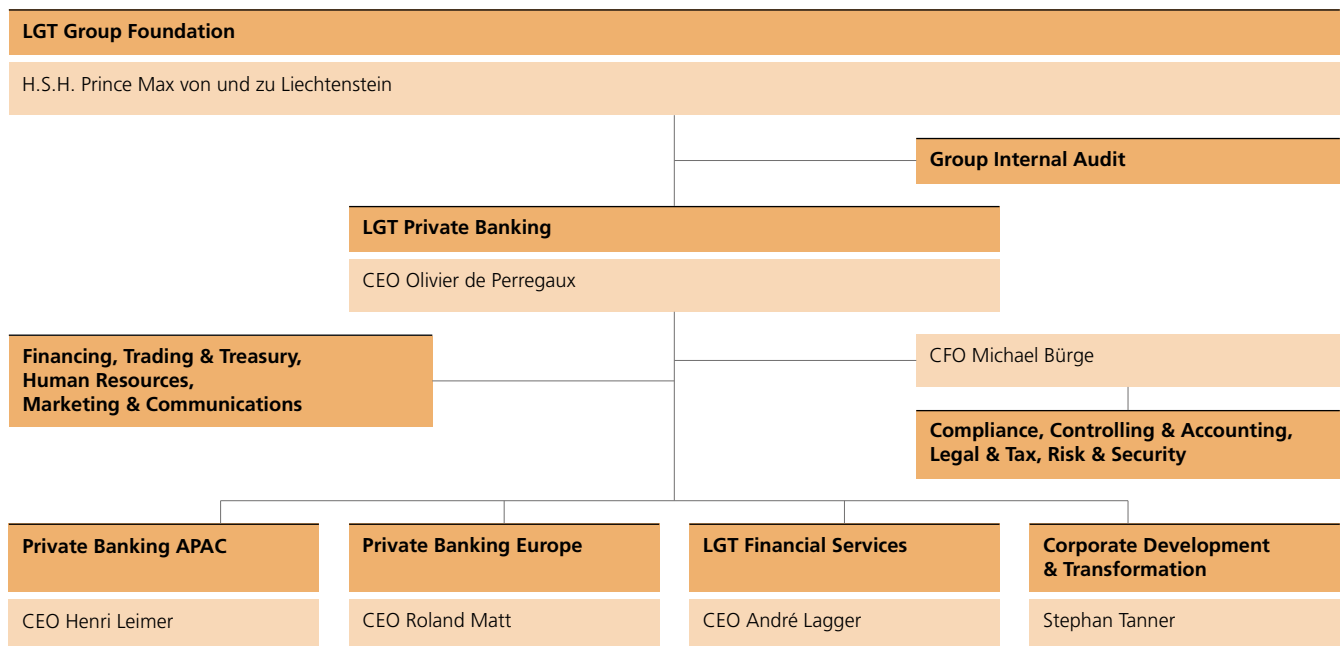 LGT Group Foundation
H.S.H. Prince Max von und zu Liechtenstein
Group Internal Audit
LGT Private Banking
CEO Olivier de Perregaux
Financing, Trading & Treasury,
Human Resources,
Marketing & Communications
CFO Michael Bürge
Compliance, Controlling & Accounting,
Legal & Tax, Risk & Security
Private Banking APAC
CEO Henri Leimer
Private Banking Europe
CEO Roland Matt
LGT Financial Services
CEO André Lagger
Corporate Development
& Transformation
Stephan Tanner